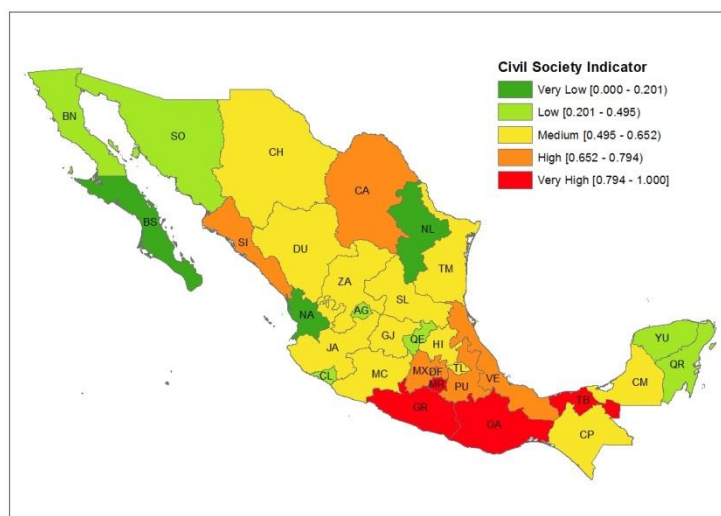 Civil Society Indicator
Very Low [0.000 - 0.201)
Low [0.201 - 0.495)
Medium [0.495 - 0.652)
High [0.652 - 0.794)
Very High [0.794 - 1.000]
BN
SO
CH
CA
BS
NL
SI
DU
TM
ZA
SL
NA
AG
GJ
QE
HI
JA
YU
CL
MC
MX
DF
TL
VE
QR
MR
PU
CM
TB
GR
OA
CP